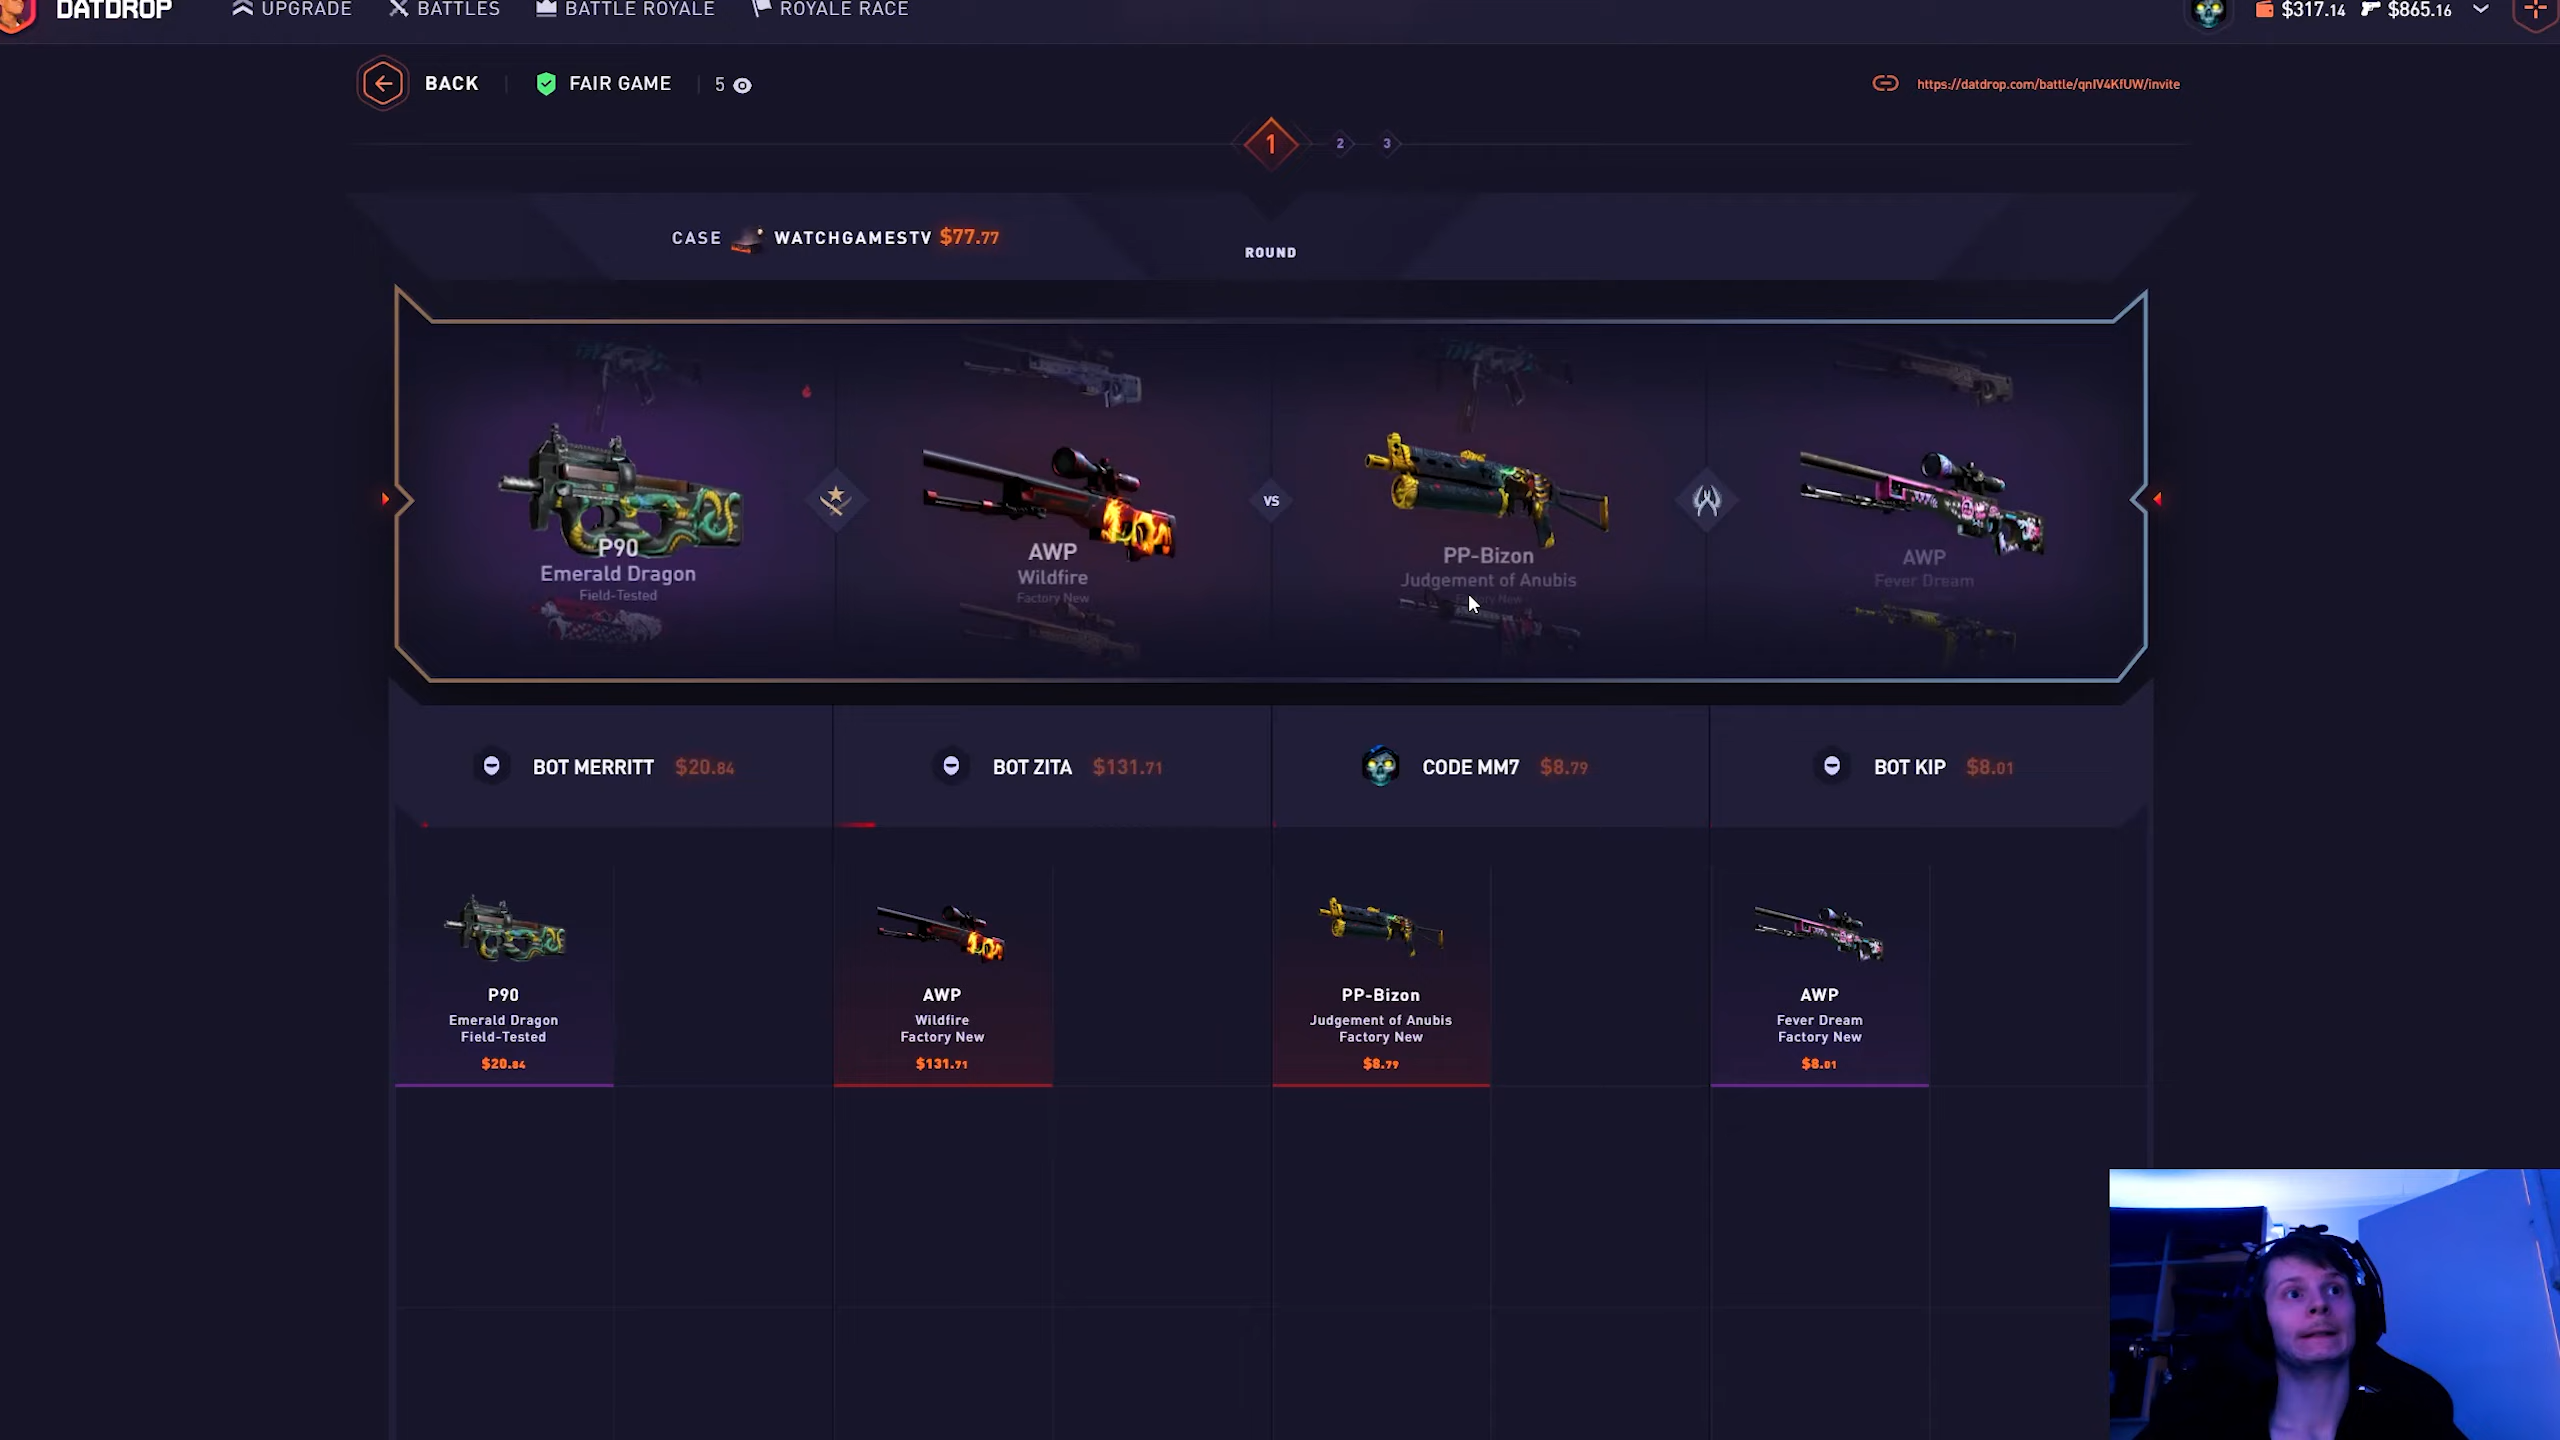 DATDROP
UPGRADE
BATTLES
BATTLE ROYALE
ROYALE RACE
$317.14
$865.16
BACK
FAIR GAME
5
https://datdrop.com/battle/qnIV4KfUW/invite
1
2
3
CASE WATCHGAMESTV $77.77
ROUND
P90
Emerald Dragon
Field-Tested
AWP
Wildfire
Factory New
VS
PP-Bizon
Judgement of Anubis
Factory New
AWP
Fever Dream
BOT MERRITT $20.84
BOT ZITA $131.71
CODE MM7 $8.79
BOT KIP $8.01
P90
Emerald Dragon
Field-Tested
$20.84
AWP
Wildfire
Factory New
$131.71
PP-Bizon
Judgement of Anubis
Factory New
$8.79
AWP
Fever Dream
Factory New
$8.01